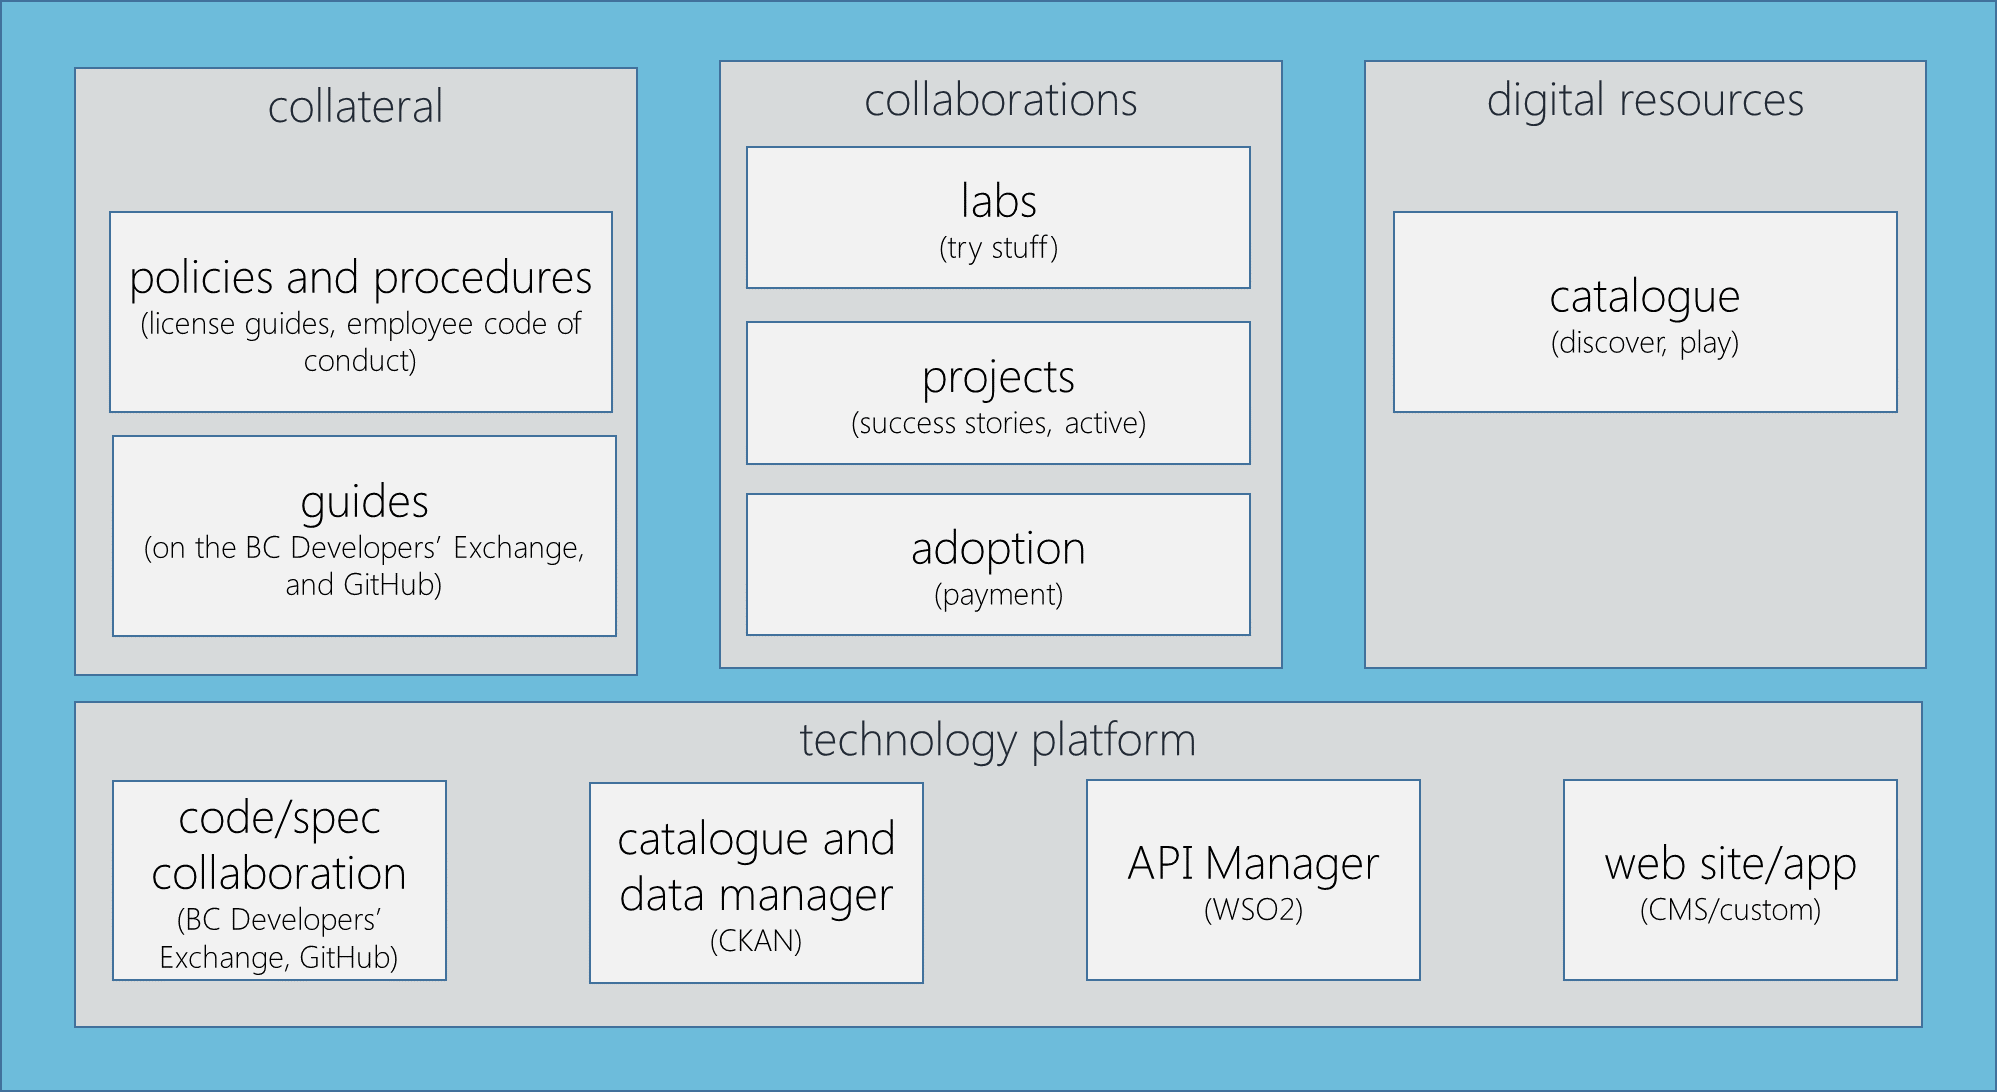 collateral
policies and procedures
(license guides, employee code of
conduct)
guides
(on the BC Developers’ Exchange,
and GitHub)
collaborations
labs
(try stuff)
projects
(success stories, active)
adoption
(payment)
digital resources
catalogue
(discover, play)
technology platform
code/spec
collaboration
(BC Developers’
Exchange, GitHub)
catalogue and
data manager
(CKAN)
API Manager
(WSO2)
web site/app
(CMS/custom)